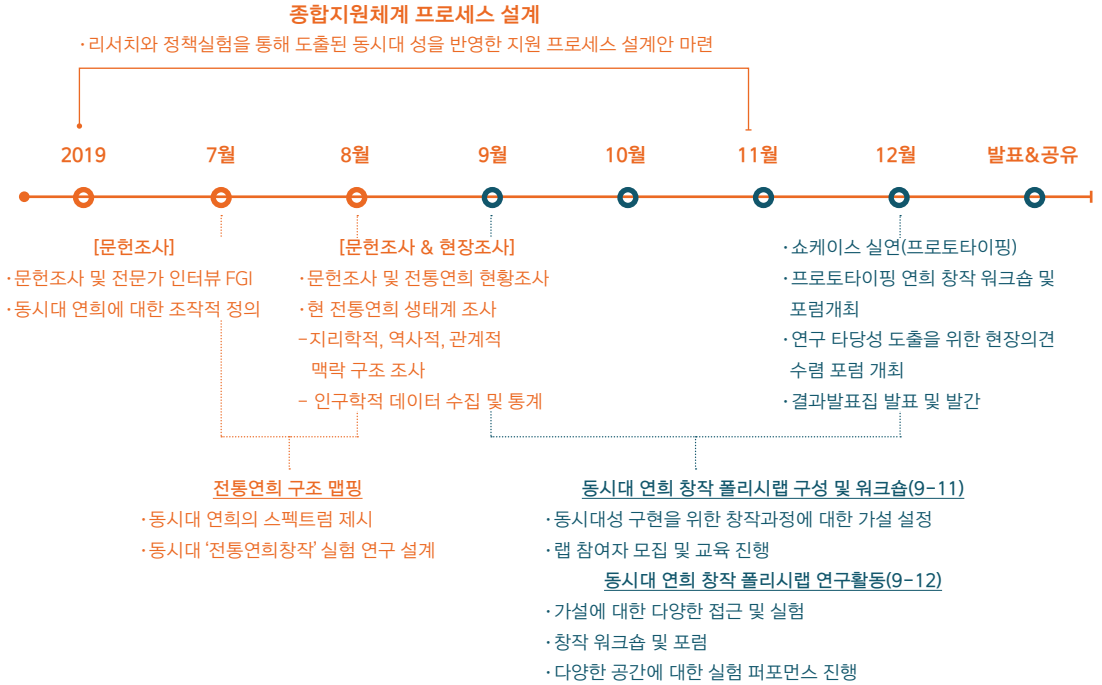 종합지원체계 프로세스 설계
·리서치와 정책실험을 통해 도출된 동시대 성을 반영한 지원 프로세스 설계안 마련
2019 7월 8월 9월 10월 11월 12월 발표&공유
[문헌조사]
·문헌조사 및 전문가 인터뷰 FGI
·동시대 연희에 대한 조작적 정의
[문헌조사 & 현장조사]
·문헌조사 및 전통연희 현황조사
·현 전통연희 생태계 조사
-지리학적, 역사적, 관계적
맥락 구조 조사
- 인구학적 데이터 수집 및 통계
·쇼케이스 실연(프로토타이핑)
·프로토타이핑 연희 창작 워크숍 및
포럼개최
·연구 타당성 도출을 위한 현장의견
수렴 포럼 개최
·결과발표집 발표 및 발간
전통연희 구조 맵핑
·동시대 연희의 스펙트럼 제시
·동시대 ‘전통연희창작’ 실험 연구 설계
동시대 연희 창작 폴리시랩 구성 및 워크숍(9-11)
·동시대성 구현을 위한 창작과정에 대한 가설 설정
·랩 참여자 모집 및 교육 진행
동시대 연희 창작 폴리시랩 연구활동(9-12)
·가설에 대한 다양한 접근 및 실험
·창작 워크숍 및 포럼
·다양한 공간에 대한 실험 퍼포먼스 진행